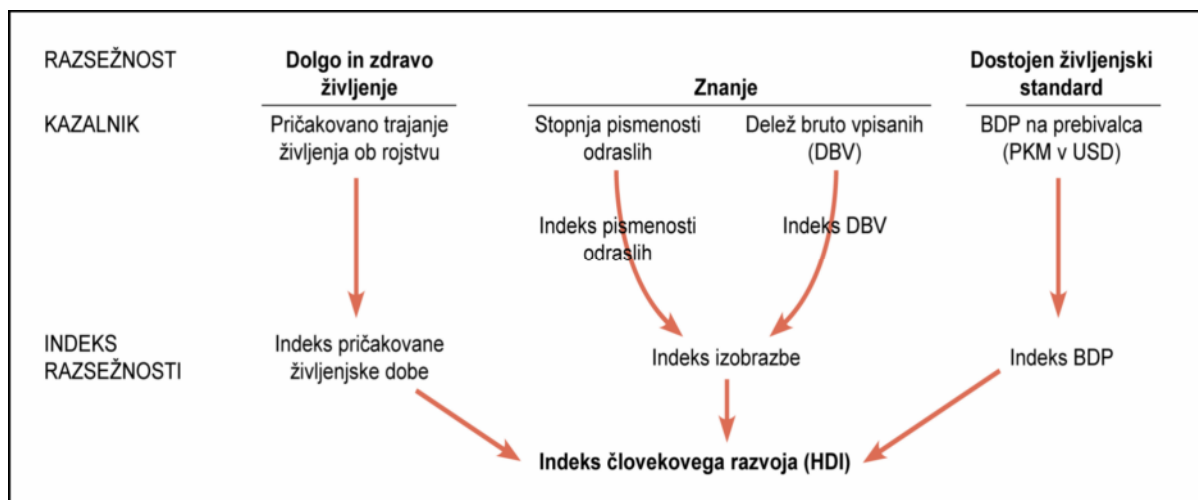 RAZSEŽNOST
Dolgo in zdravo
življenje
Znanje
Dostojen življenjski
standard
KAZALNIK
Pričakovano trajanje
življenja ob rojstvu
Stopnja pismenosti
odraslih
Delež bruto vpisanih
(DBV)
BDP na prebivalca
(PKM v USD)
Indeks pismenosti
odraslih
Indeks DBV
INDEKS
RAZSEŽNOSTI
Indeks pričakovane
življenjske dobe
Indeks izobrazbe
Indeks BDP
Indeks človekovega razvoja (HDI)